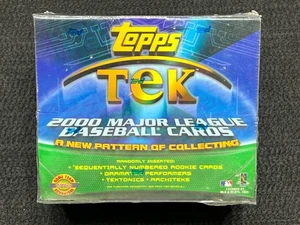 Topps
TEK
2000 MAJOR LEAGUE
BASEBALL CARDS
A NEW PATTERN OF COLLECTING
RANDOMLY INSERTED:
• SEQUENTIALLY NUMBERED ROOKIE CARDS
• DRAMATIC PERFORMERS
• TEKTONICS • ARCHITEKS